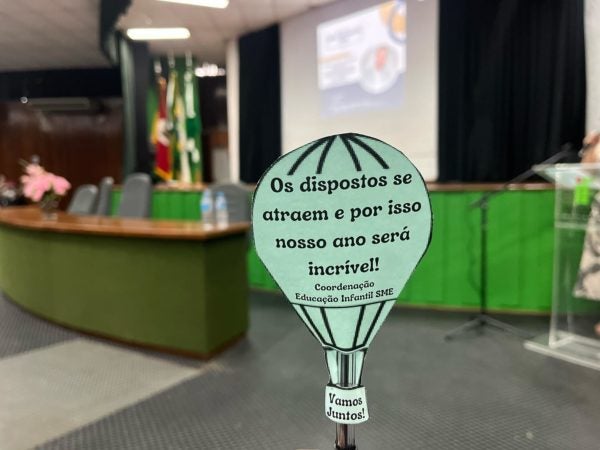 Os dispostos se
atraem e por isso
nosso ano será
incrível!
Coordenação
Educação Infantil SME
Vamos
Juntos!